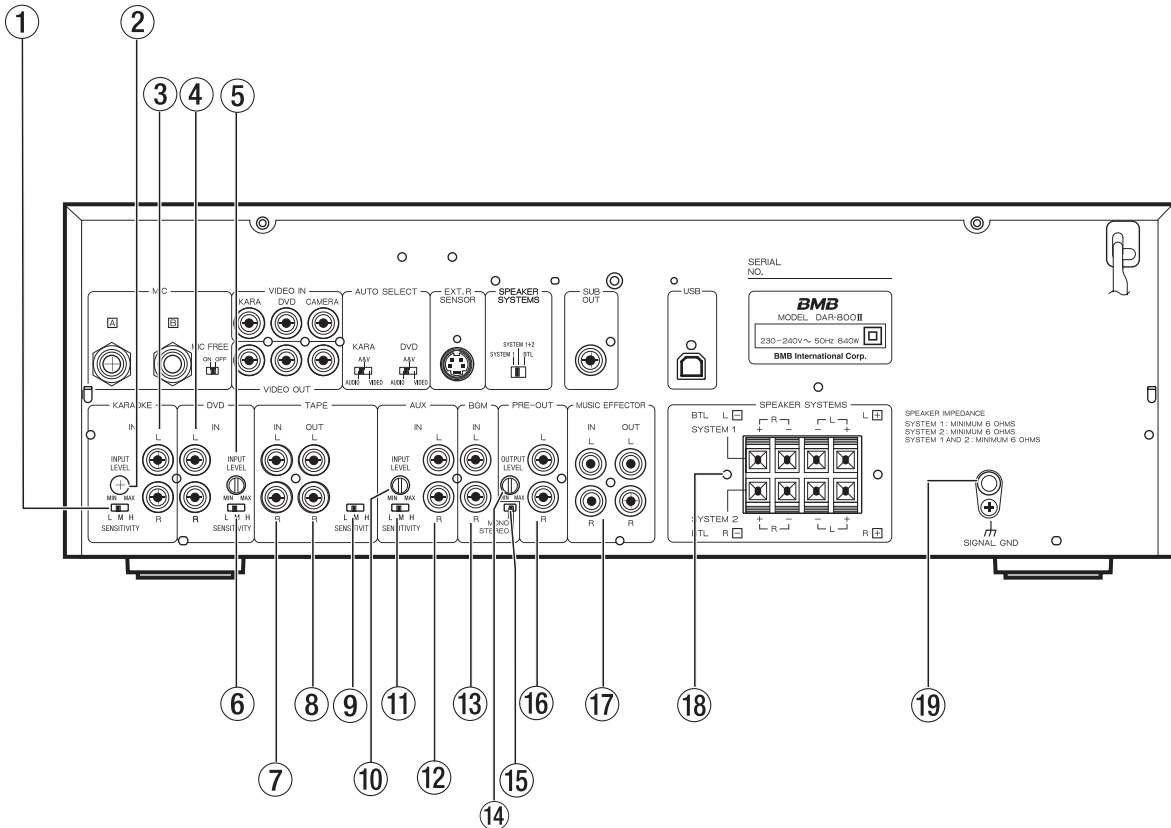 ① ② ③ ④ ⑤
SERIAL
NO.
MIC
VIDEO IN
AUTO SELECT
EXT. R
SENSOR
SPEAKER
SYSTEMS
SUB
OUT
USB
A
B
KARA DVD CAMERA
MIC FREE
ON OFF
KARA
A&V
AUDIO VIDEO
DVD
A&V
AUDIO VIDEO
SYSTEM 1+2
SYSTEM 1 BTL
VIDEO OUT
BMB
MODEL DAR-800II
230-240V ~ 50Hz 840W
BMB International Corp.
KARAOKE
IN L
INPUT
LEVEL
MIN MAX
L M H
SENSITIVITY
R
DVD
L IN
INPUT
LEVEL
MIN MAX
L M H
SENSITIVITY
R
TAPE
IN OUT
L L
R R
L M H
SENSITIVITY
AUX
IN
L
INPUT
LEVEL
MIN MAX
L M H
SENSITIVITY
R
BGM
IN
L
R
IN
PRE-OUT
OUTPUT
LEVEL
L
MIN MAX
MONO
STEREO
R
MUSIC EFFECTOR
IN OUT
L L
R R
SPEAKER SYSTEMS
BTL L - L +
SYSTEM 1
R L
+ - - +
SYSTEM 2
+ - - +
R L
BTL R - R +
SPEAKER IMPEDANCE
SYSTEM 1 : MINIMUM 6 OHMS
SYSTEM 2 : MINIMUM 6 OHMS
SYSTEM 1 AND 2 : MINIMUM 6 OHMS
SIGNAL GND
⑥ ⑦ ⑧ ⑨ ⑩ ⑪ ⑫ ⑬ ⑭ ⑮ ⑯ ⑰ ⑱ ⑲